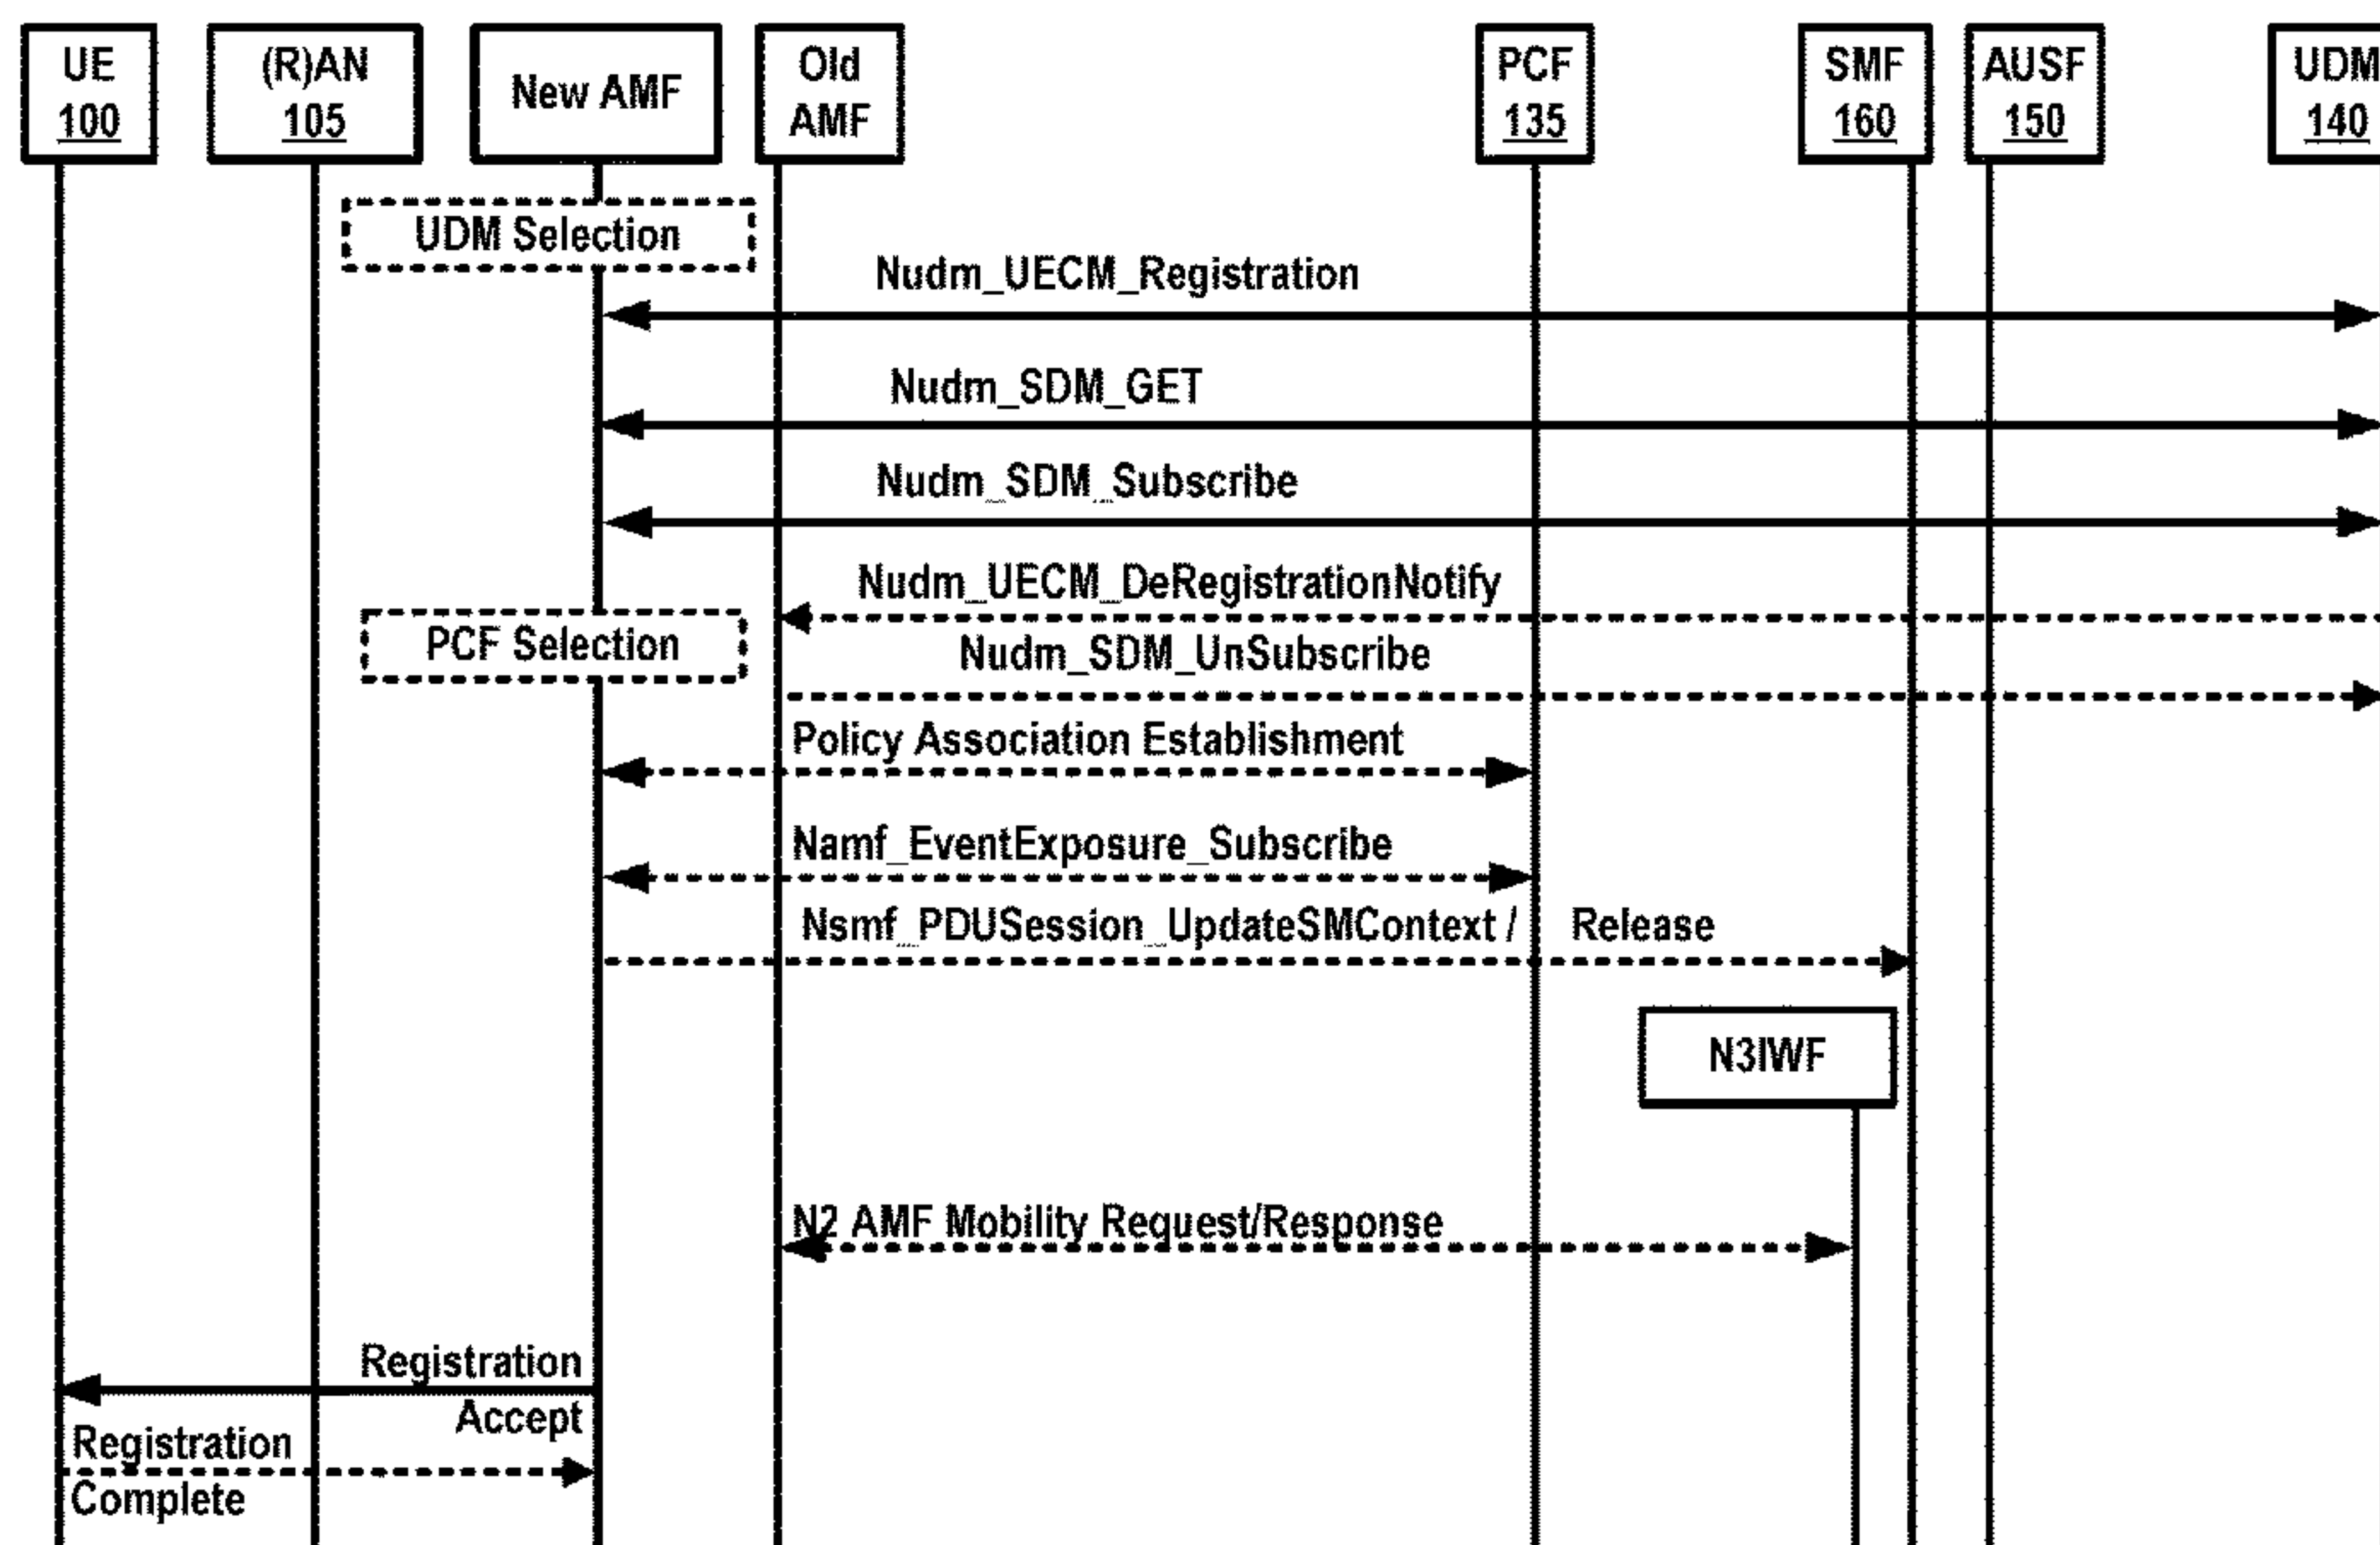 UE
100
(R)AN
105
New AMF
Old
AMF
PCF
135
SMF
160
AUSF
150
UDM
140
UDM Selection
Nudm_UECM_Registration
Nudm_SDM_GET
Nudm_SDM_Subscribe
Nudm_UECM_DeRegistrationNotify
PCF Selection
Nudm_SDM_UnSubscribe
Policy Association Establishment
Namf_EventExposure_Subscribe
Nsmf_PDUSession_UpdateSMContext / Release
N3IWF
N2 AMF Mobility Request/Response
Registration
Accept
Registration
Complete